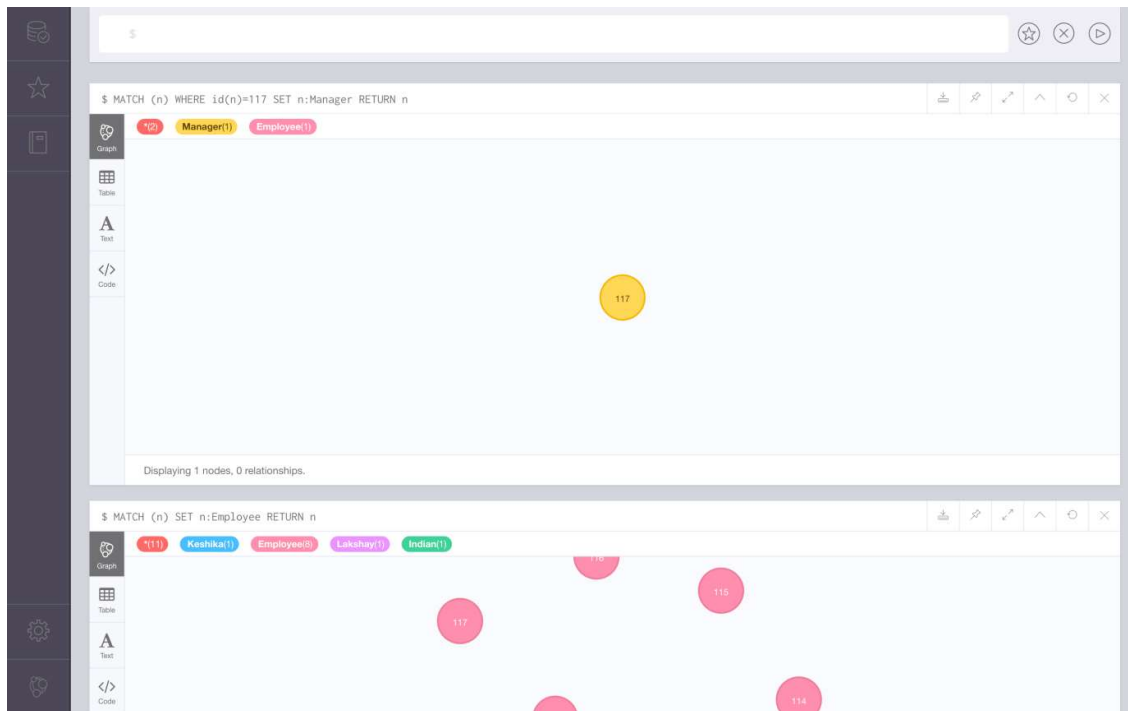 $
$ MATCH (n) WHERE id(n)=117 SET n:Manager RETURN n
*(2) Manager(1) Employee(1)
Graph
Table
A
Text
</>
Code
117
Displaying 1 nodes, 0 relationships.
$ MATCH (n) SET n:Employee RETURN n
*(11) Keshika(1) Employee(8) Lakshay(1) Indian(1)
Graph
115
Table
117
A
Text
</>
Code
114